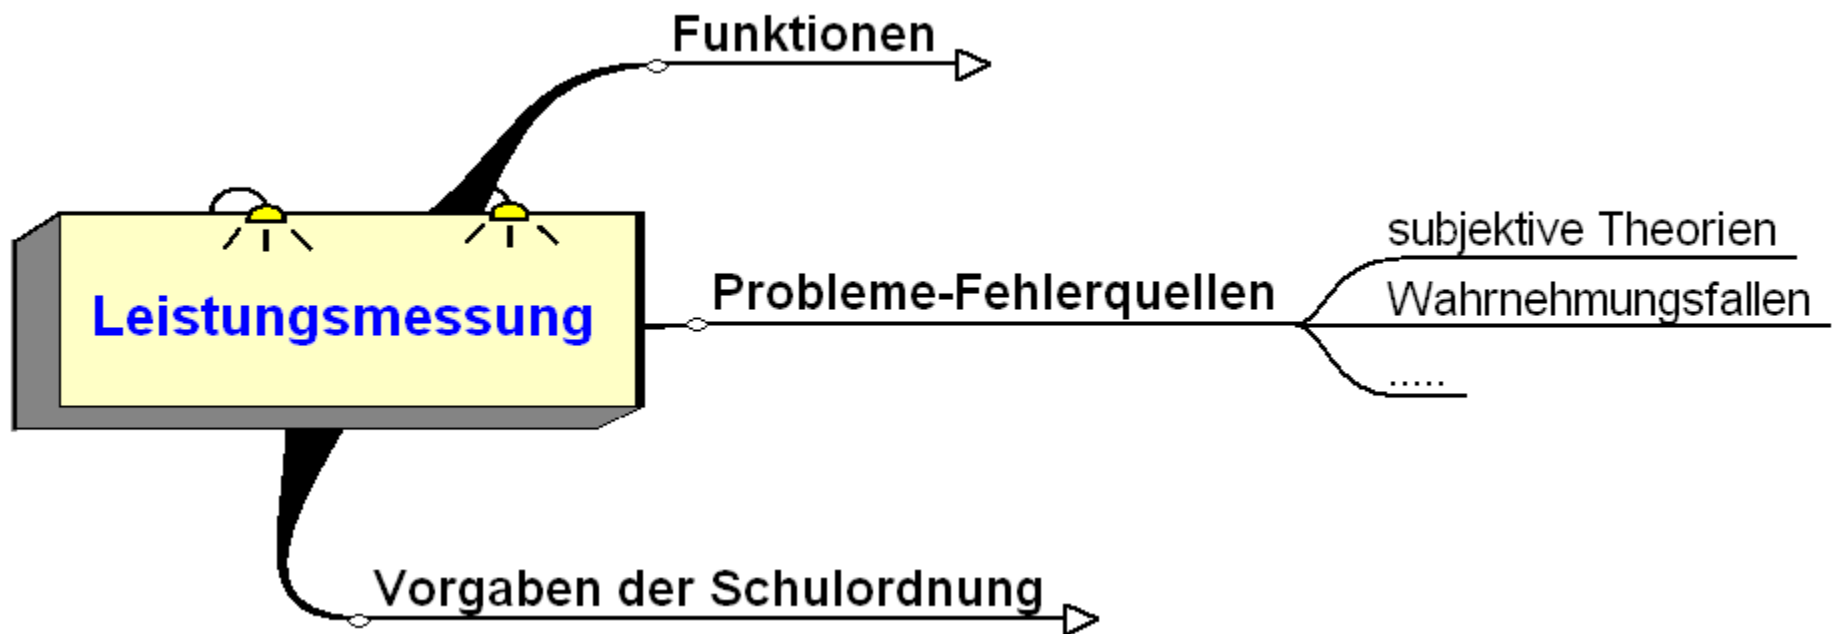 Funktionen
Leistungsmessung
Probleme-Fehlerquellen
subjektive Theorien
Wahrnehmungsfallen
.....
Vorgaben der Schulordnung